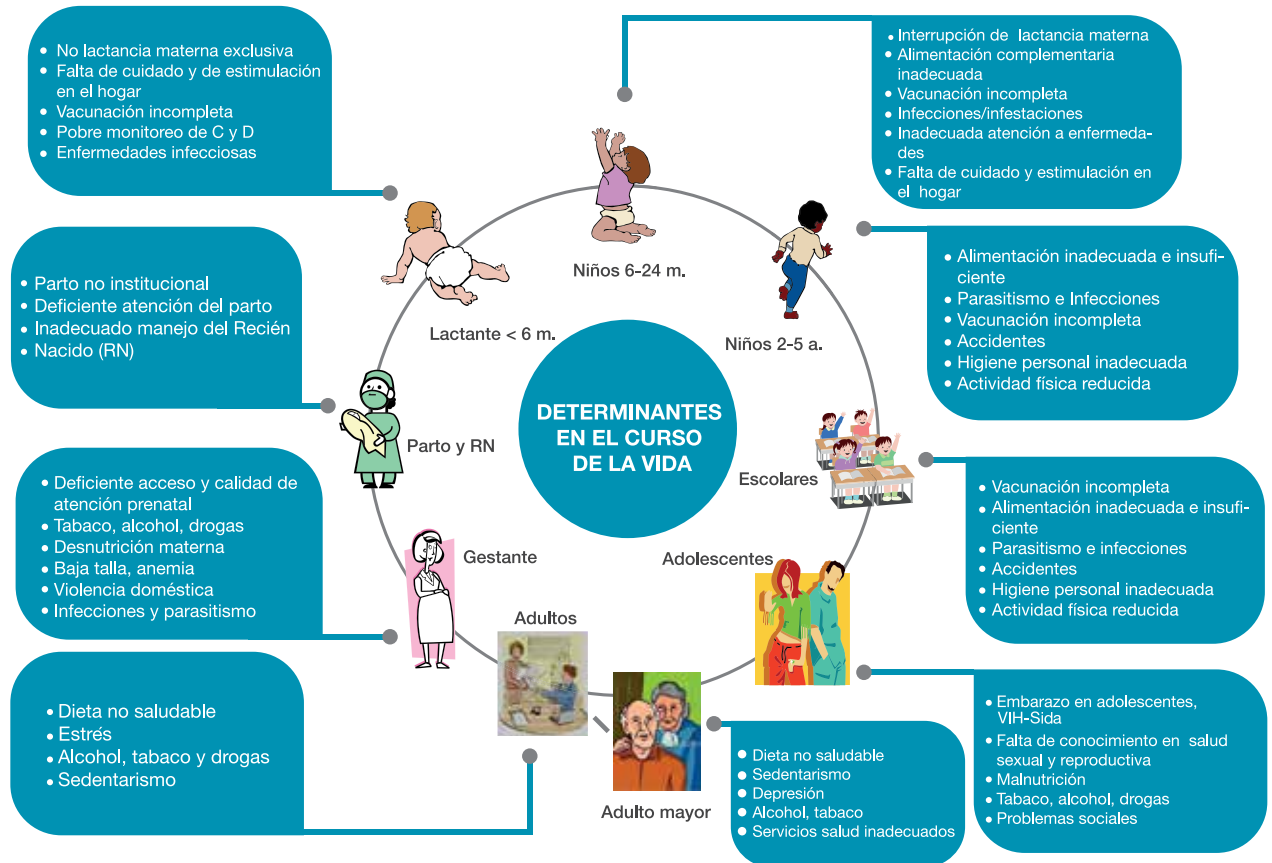 • No lactancia materna exclusiva
• Falta de cuidado y de estimulación
en el hogar
• Vacunación incompleta
• Pobre monitoreo de C y D
• Enfermedades infecciosas
• Interrupción de lactancia materna
• Alimentación complementaria
inadecuada
• Vacunación incompleta
• Infecciones/infestaciones
• Inadecuada atención a enfermeda-
des
• Falta de cuidado y estimulación en
el hogar
Niños 6-24 m.
Lactante < 6 m.
Niños 2-5 a.
• Parto no institucional
• Deficiente atención del parto
• Inadecuado manejo del Recién
• Nacido (RN)
• Alimentación inadecuada e insufi-
ciente
• Parasitismo e Infecciones
• Vacunación incompleta
• Accidentes
• Higiene personal inadecuada
• Actividad física reducida
DETERMINANTES
EN EL CURSO
DE LA VIDA
Parto y RN
Escolares
• Deficiente acceso y calidad de
atención prenatal
• Tabaco, alcohol, drogas
• Desnutrición materna
• Baja talla, anemia
• Violencia doméstica
• Infecciones y parasitismo
• Vacunación incompleta
• Alimentación inadecuada e insufi-
ciente
• Parasitismo e infecciones
• Accidentes
• Higiene personal inadecuada
• Actividad física reducida
Gestante
Adolescentes
Adultos
Adulto mayor
• Dieta no saludable
• Estrés
• Alcohol, tabaco y drogas
• Sedentarismo
• Dieta no saludable
• Sedentarismo
• Depresión
• Alcohol, tabaco
• Servicios salud inadecuados
• Embarazo en adolescentes,
VIH-Sida
• Falta de conocimiento en salud
sexual y reproductiva
• Malnutrición
• Tabaco, alcohol, drogas
• Problemas sociales